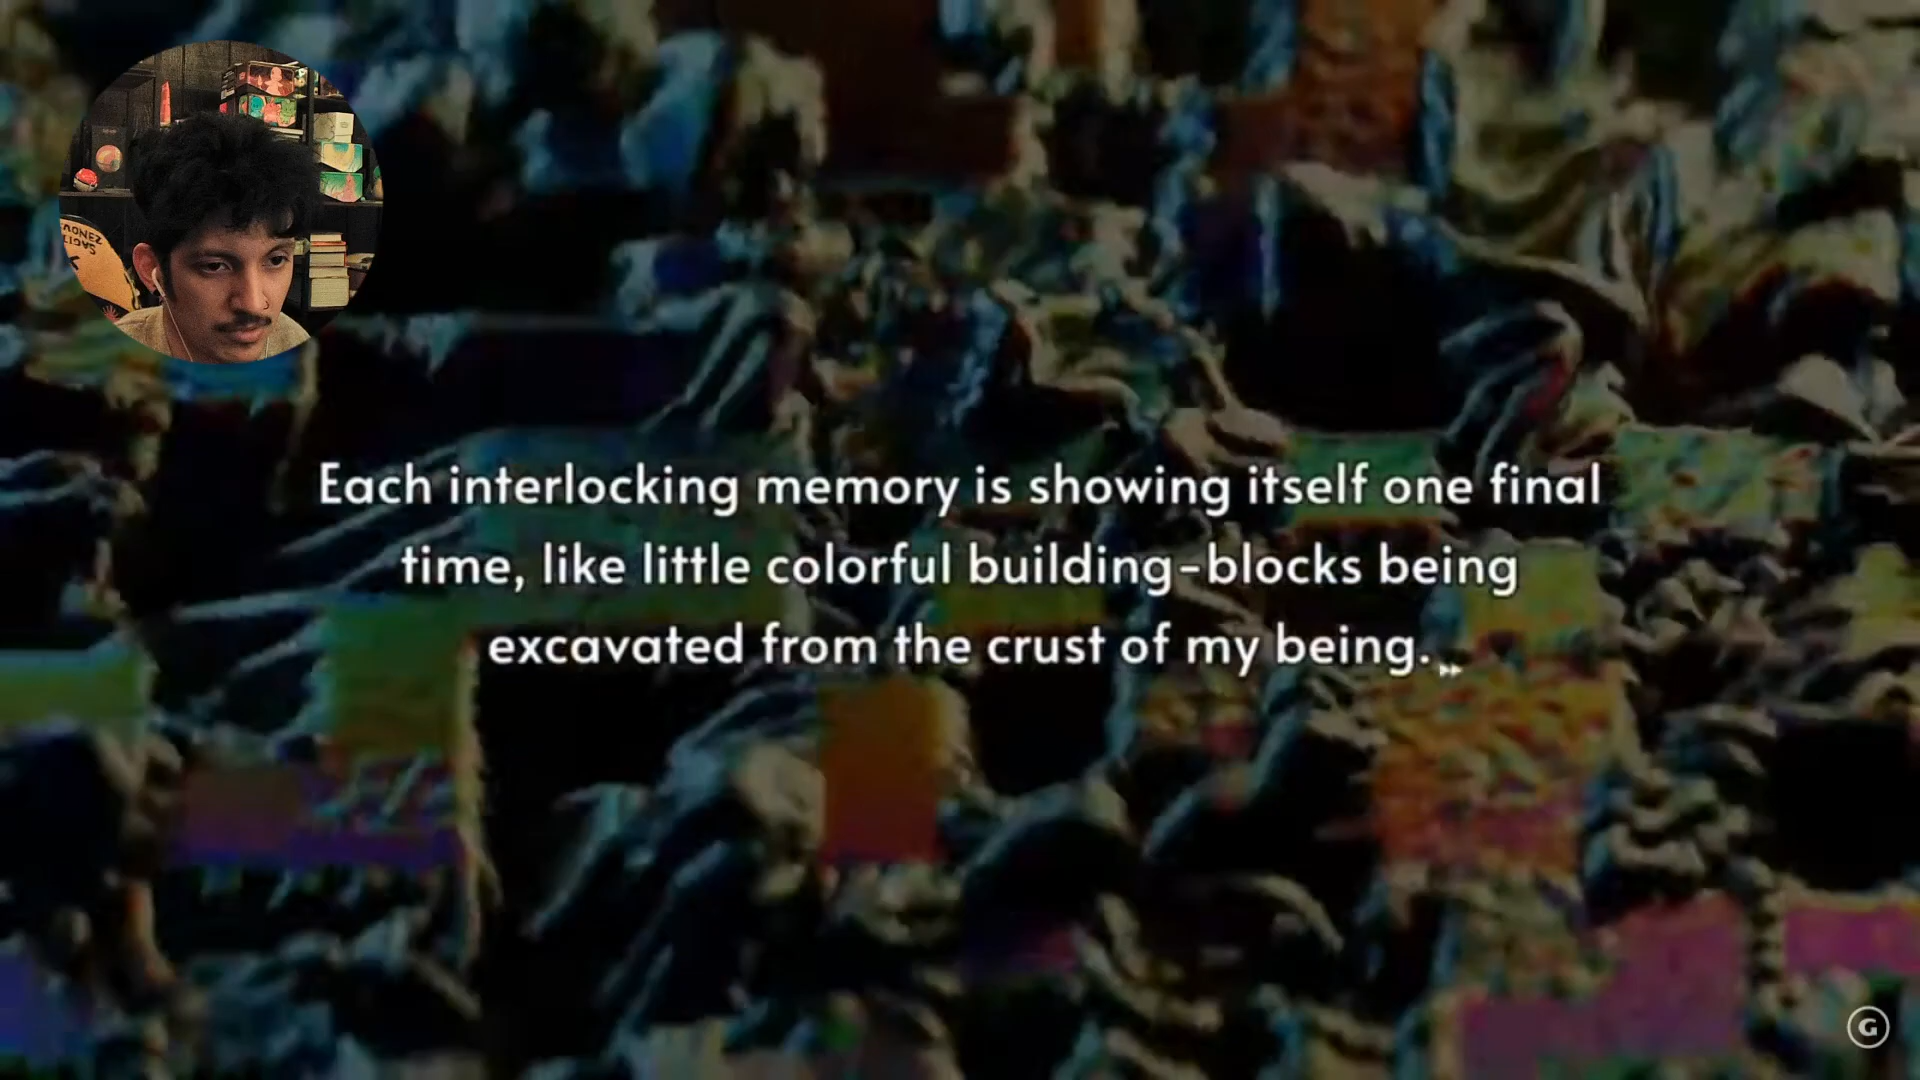 Each interlocking memory is showing itself one final
time, like little colorful building-blocks being
excavated from the crust of my being.
G